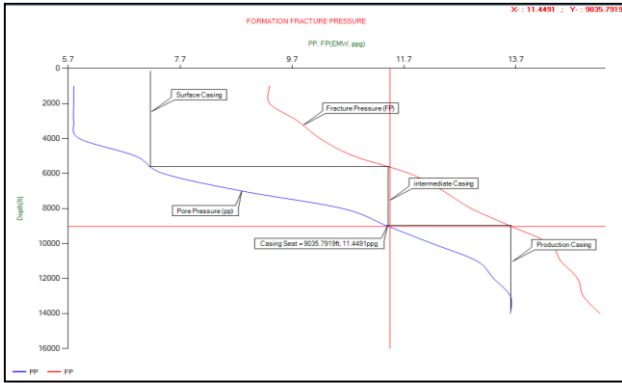 X- : 11.4491 ; Y- : 9035.7919
FORMATION FRACTURE PRESSURE
PP, FP(EMW, ppg)
5.7 7.7 9.7 11.7 13.7
0
2000
4000
6000
8000
10000
12000
14000
16000
Depth(ft)
Surface Casing
Fracture Pressure (FP)
intermediate Casing
Pore Pressure (pp)
Casing Seat = 9035.7919ft, 11.4491ppg
Production Casing
PP FP